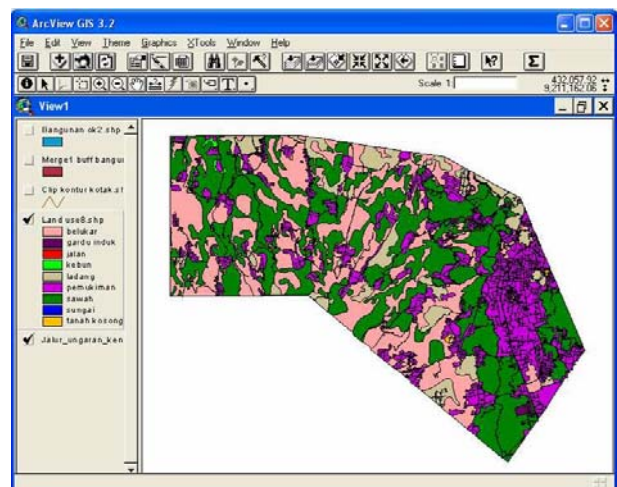 ArcView GIS 3.2
File Edit View Theme Graphics XTools Window Help
Scale 1:
432,057.92
9,211,162.06
View1
Bangunan ok2.shp
Merge1 buff bangu
Clip kontur kotak.sh
Land use8.shp
belukar
gardu induk
jalan
kebun
ladang
pemukiman
sawah
sungai
tanah kosong
Jalur_ungaran_ken